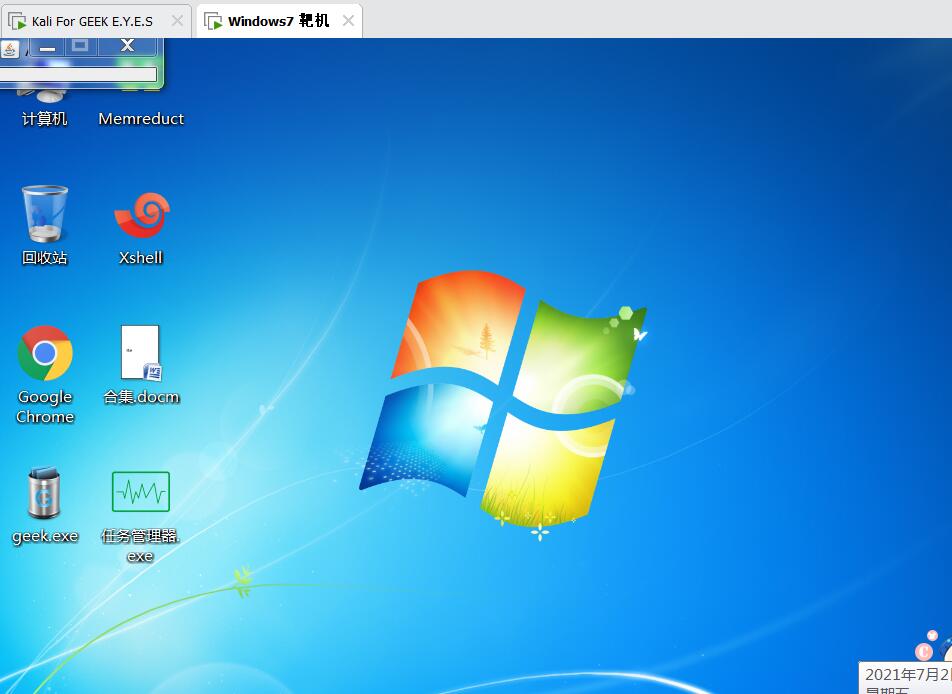 Kali For GEEK E.Y.E.S
Windows7 靶机
计算机
Memreduct
回收站
Xshell
Google
Chrome
合集.docm
geek.exe
任务管理器.
exe
2021年7月2
星期五